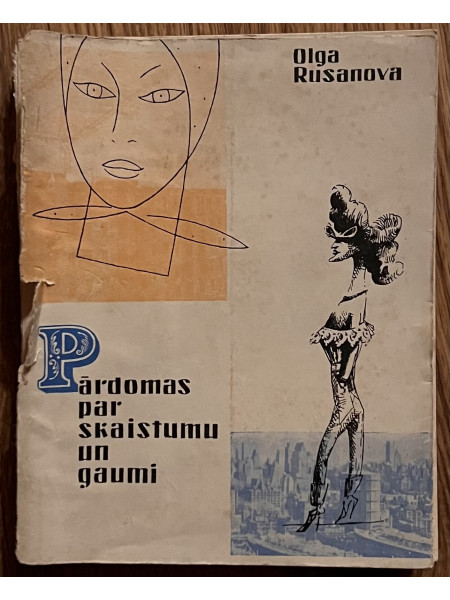 Olga
Rusanova
Pārdomas
par
skaistumu
un
gaumi